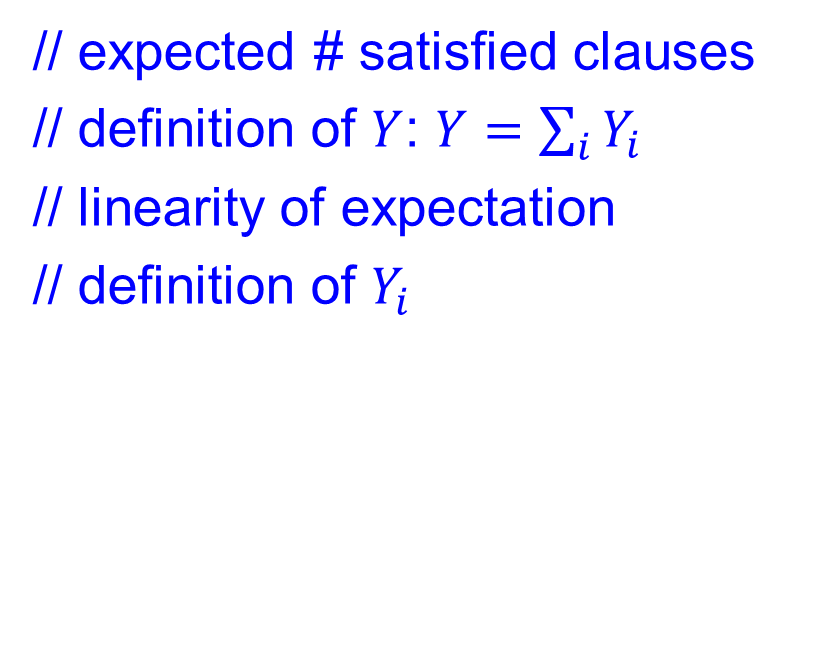 // expected # satisfied clauses
// definition of 𝑌: 𝑌 = ∑ᵢ 𝑌ᵢ
// linearity of expectation
// definition of 𝑌ᵢ